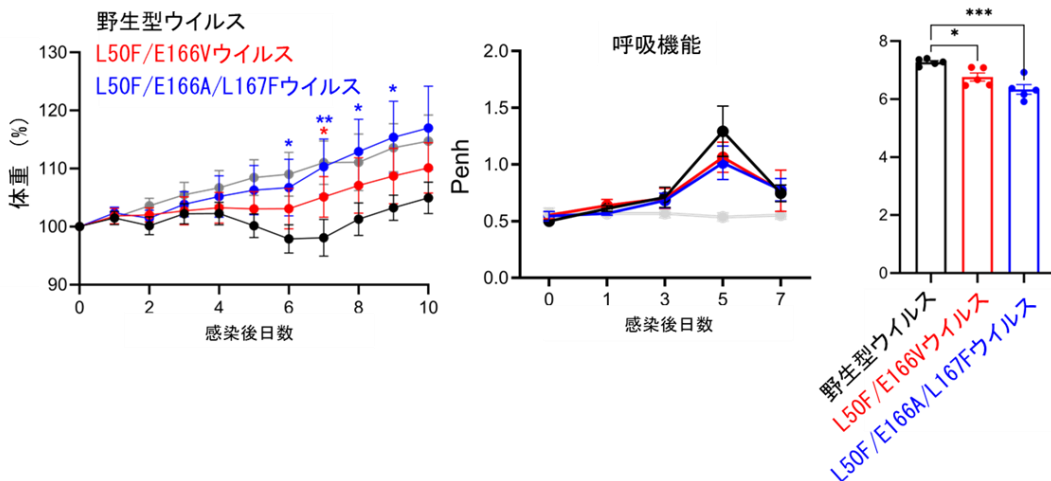 野生型ウイルス
L50F/E166Vウイルス
L50F/E166A/L167Fウイルス
130
120
110
100
90
体重 (%)
*
**
*
*
*
0 2 4 6 8 10
感染後日数
呼吸機能
2.0
1.5
1.0
0.5
0.0
Penh
0 1 3 5 7
感染後日数
***
*
8
6
4
2
0
野生型ウイルス
L50F/E166Vウイルス
L50F/E166A/L167Fウイルス